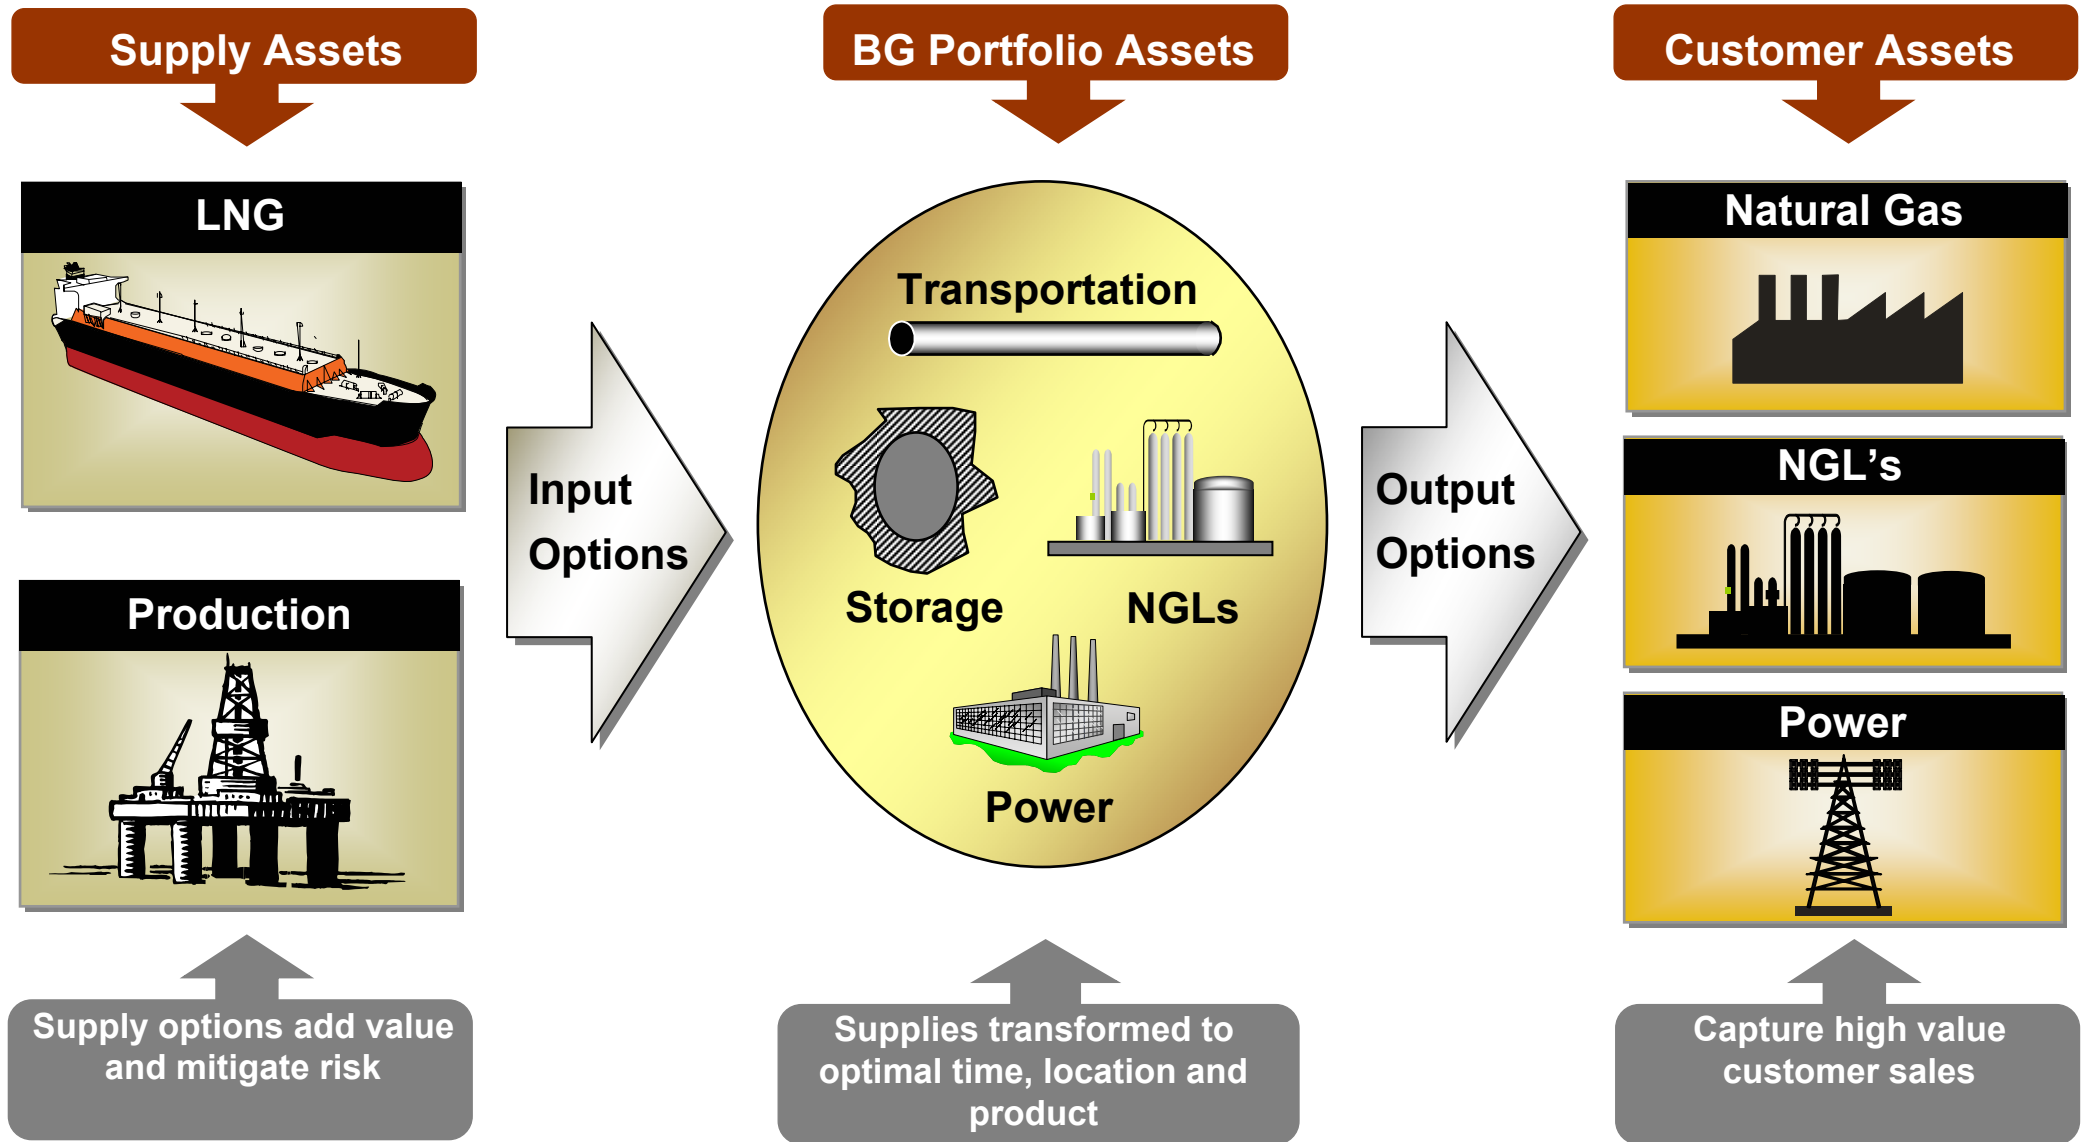 Supply Assets
BG Portfolio Assets
Customer Assets
LNG
Production
Input
Options
Transportation
Storage
NGLs
Power
Output
Options
Natural Gas
NGL’s
Power
Supply options add value
and mitigate risk
Supplies transformed to
optimal time, location and
product
Capture high value
customer sales